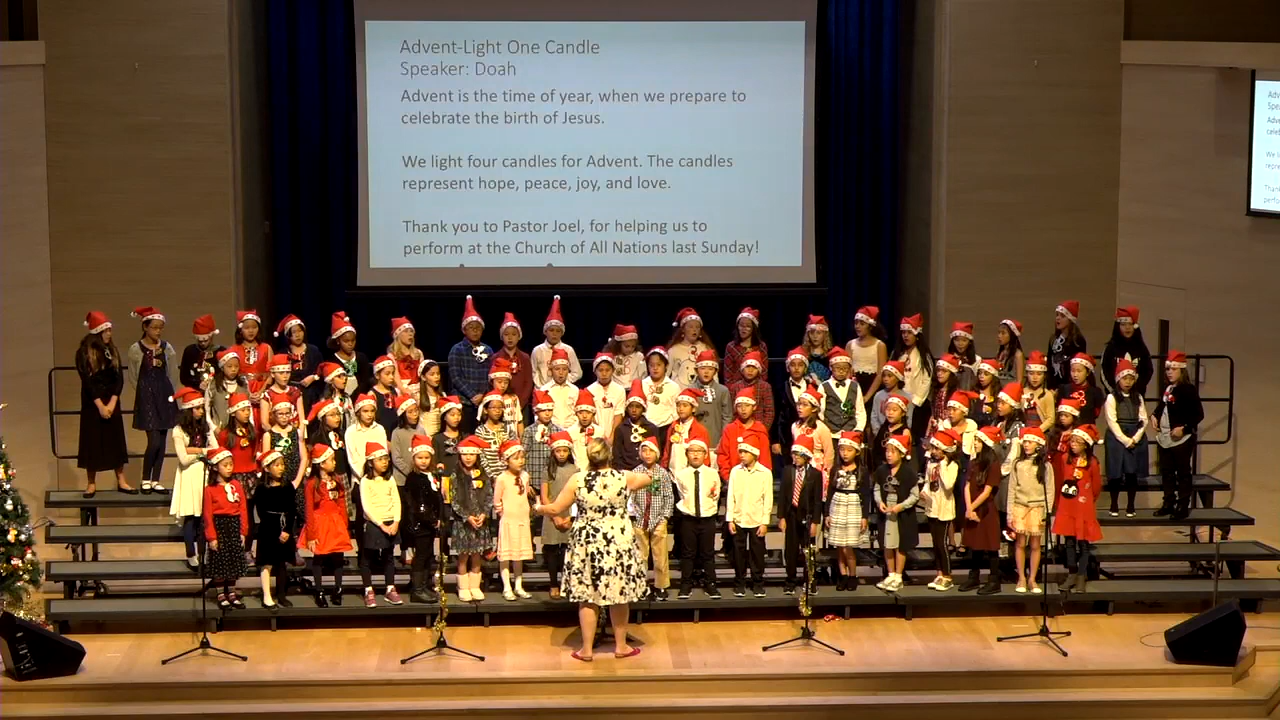 Advent-Light One Candle
Speaker: Doah
Advent is the time of year, when we prepare to
celebrate the birth of Jesus.
We light four candles for Advent. The candles
represent hope, peace, joy, and love.
Thank you to Pastor Joel, for helping us to
perform at the Church of All Nations last Sunday!